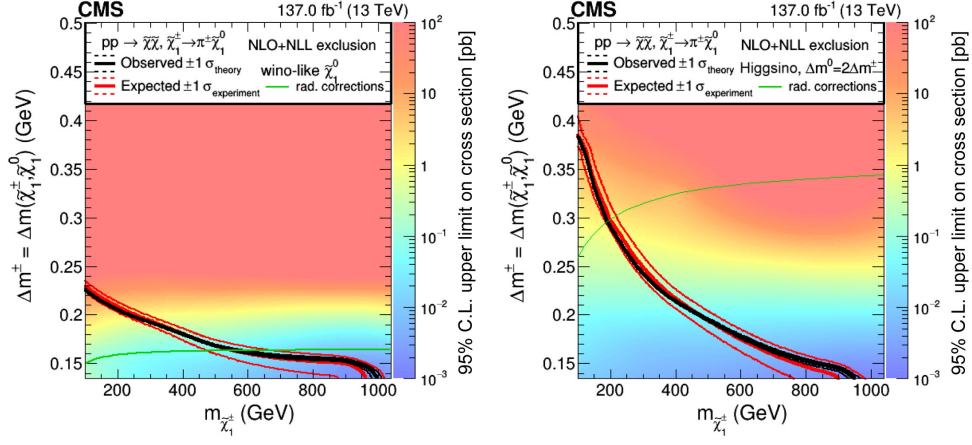 CMS 137.0 fb⁻¹ (13 TeV)
pp → χ̃χ̃, χ̃₁±→π±χ̃₁⁰ NLO+NLL exclusion
Observed ±1 σtheory wino-like χ̃₁⁰
Expected ±1 σexperiment rad. corrections
Δm± = Δm(χ̃₁±,χ̃₁⁰) (GeV)
0.5
0.45
0.4
0.35
0.3
0.25
0.2
0.15
200 400 600 800 1000
mχ̃₁± (GeV)
10²
10
1
10⁻¹
10⁻²
10⁻³
95% C.L. upper limit on cross section [pb]
CMS 137.0 fb⁻¹ (13 TeV)
pp → χ̃χ̃, χ̃₁±→π±χ̃₁⁰ NLO+NLL exclusion
Observed ±1 σtheory Higgsino, Δm⁰=2Δm±
Expected ±1 σexperiment rad. corrections
Δm± = Δm(χ̃₁±,χ̃₁⁰) (GeV)
0.5
0.45
0.4
0.35
0.3
0.25
0.2
0.15
200 400 600 800 1000
mχ̃₁± (GeV)
10²
10
1
10⁻¹
10⁻²
10⁻³
95% C.L. upper limit on cross section [pb]